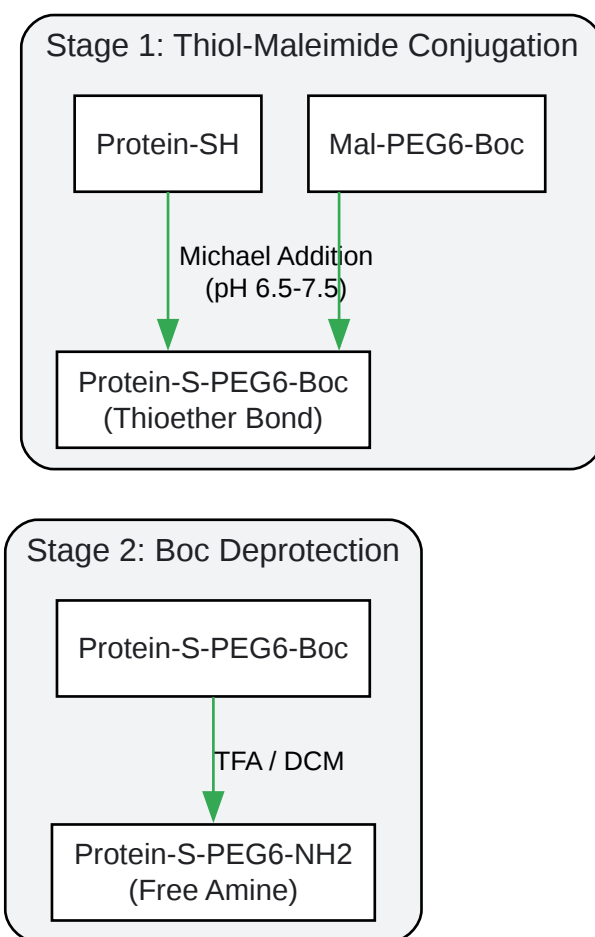 Stage 1: Thiol-Maleimide Conjugation
Protein-SH
Mal-PEG6-Boc
Michael Addition
(pH 6.5-7.5)
Protein-S-PEG6-Boc
(Thioether Bond)
Stage 2: Boc Deprotection
Protein-S-PEG6-Boc
TFA / DCM
Protein-S-PEG6-NH2
(Free Amine)